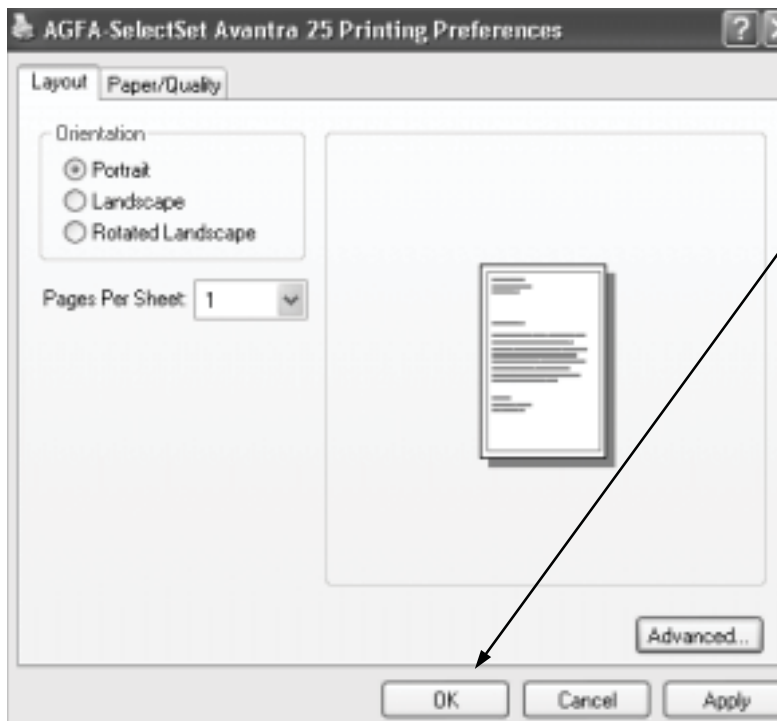 AGFA-SelectSet Avantra 25 Printing Preferences
Layout Paper/Quality
Orientation
Portrait
Landscape
Rotated Landscape
Pages Per Sheet: 1
Advanced...
OK Cancel Apply